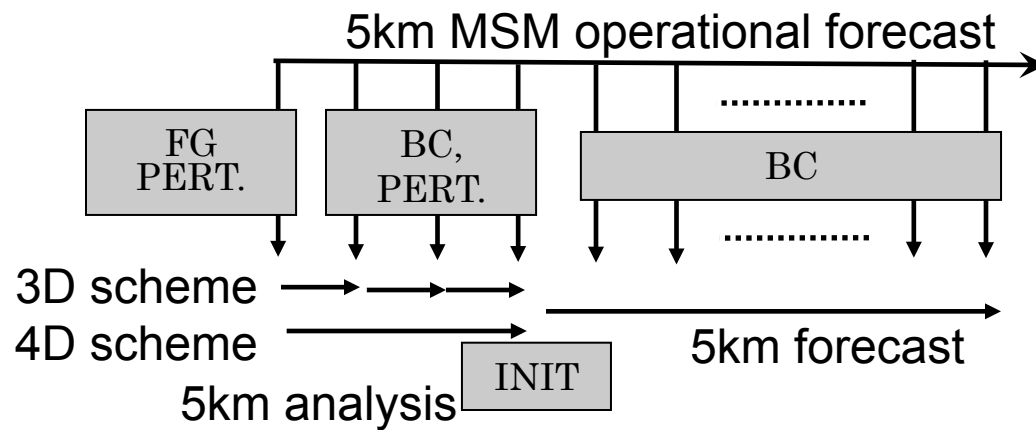 5km MSM operational forecast
FG
PERT.
BC,
PERT.
BC
3D scheme
4D scheme
5km forecast
INIT
5km analysis